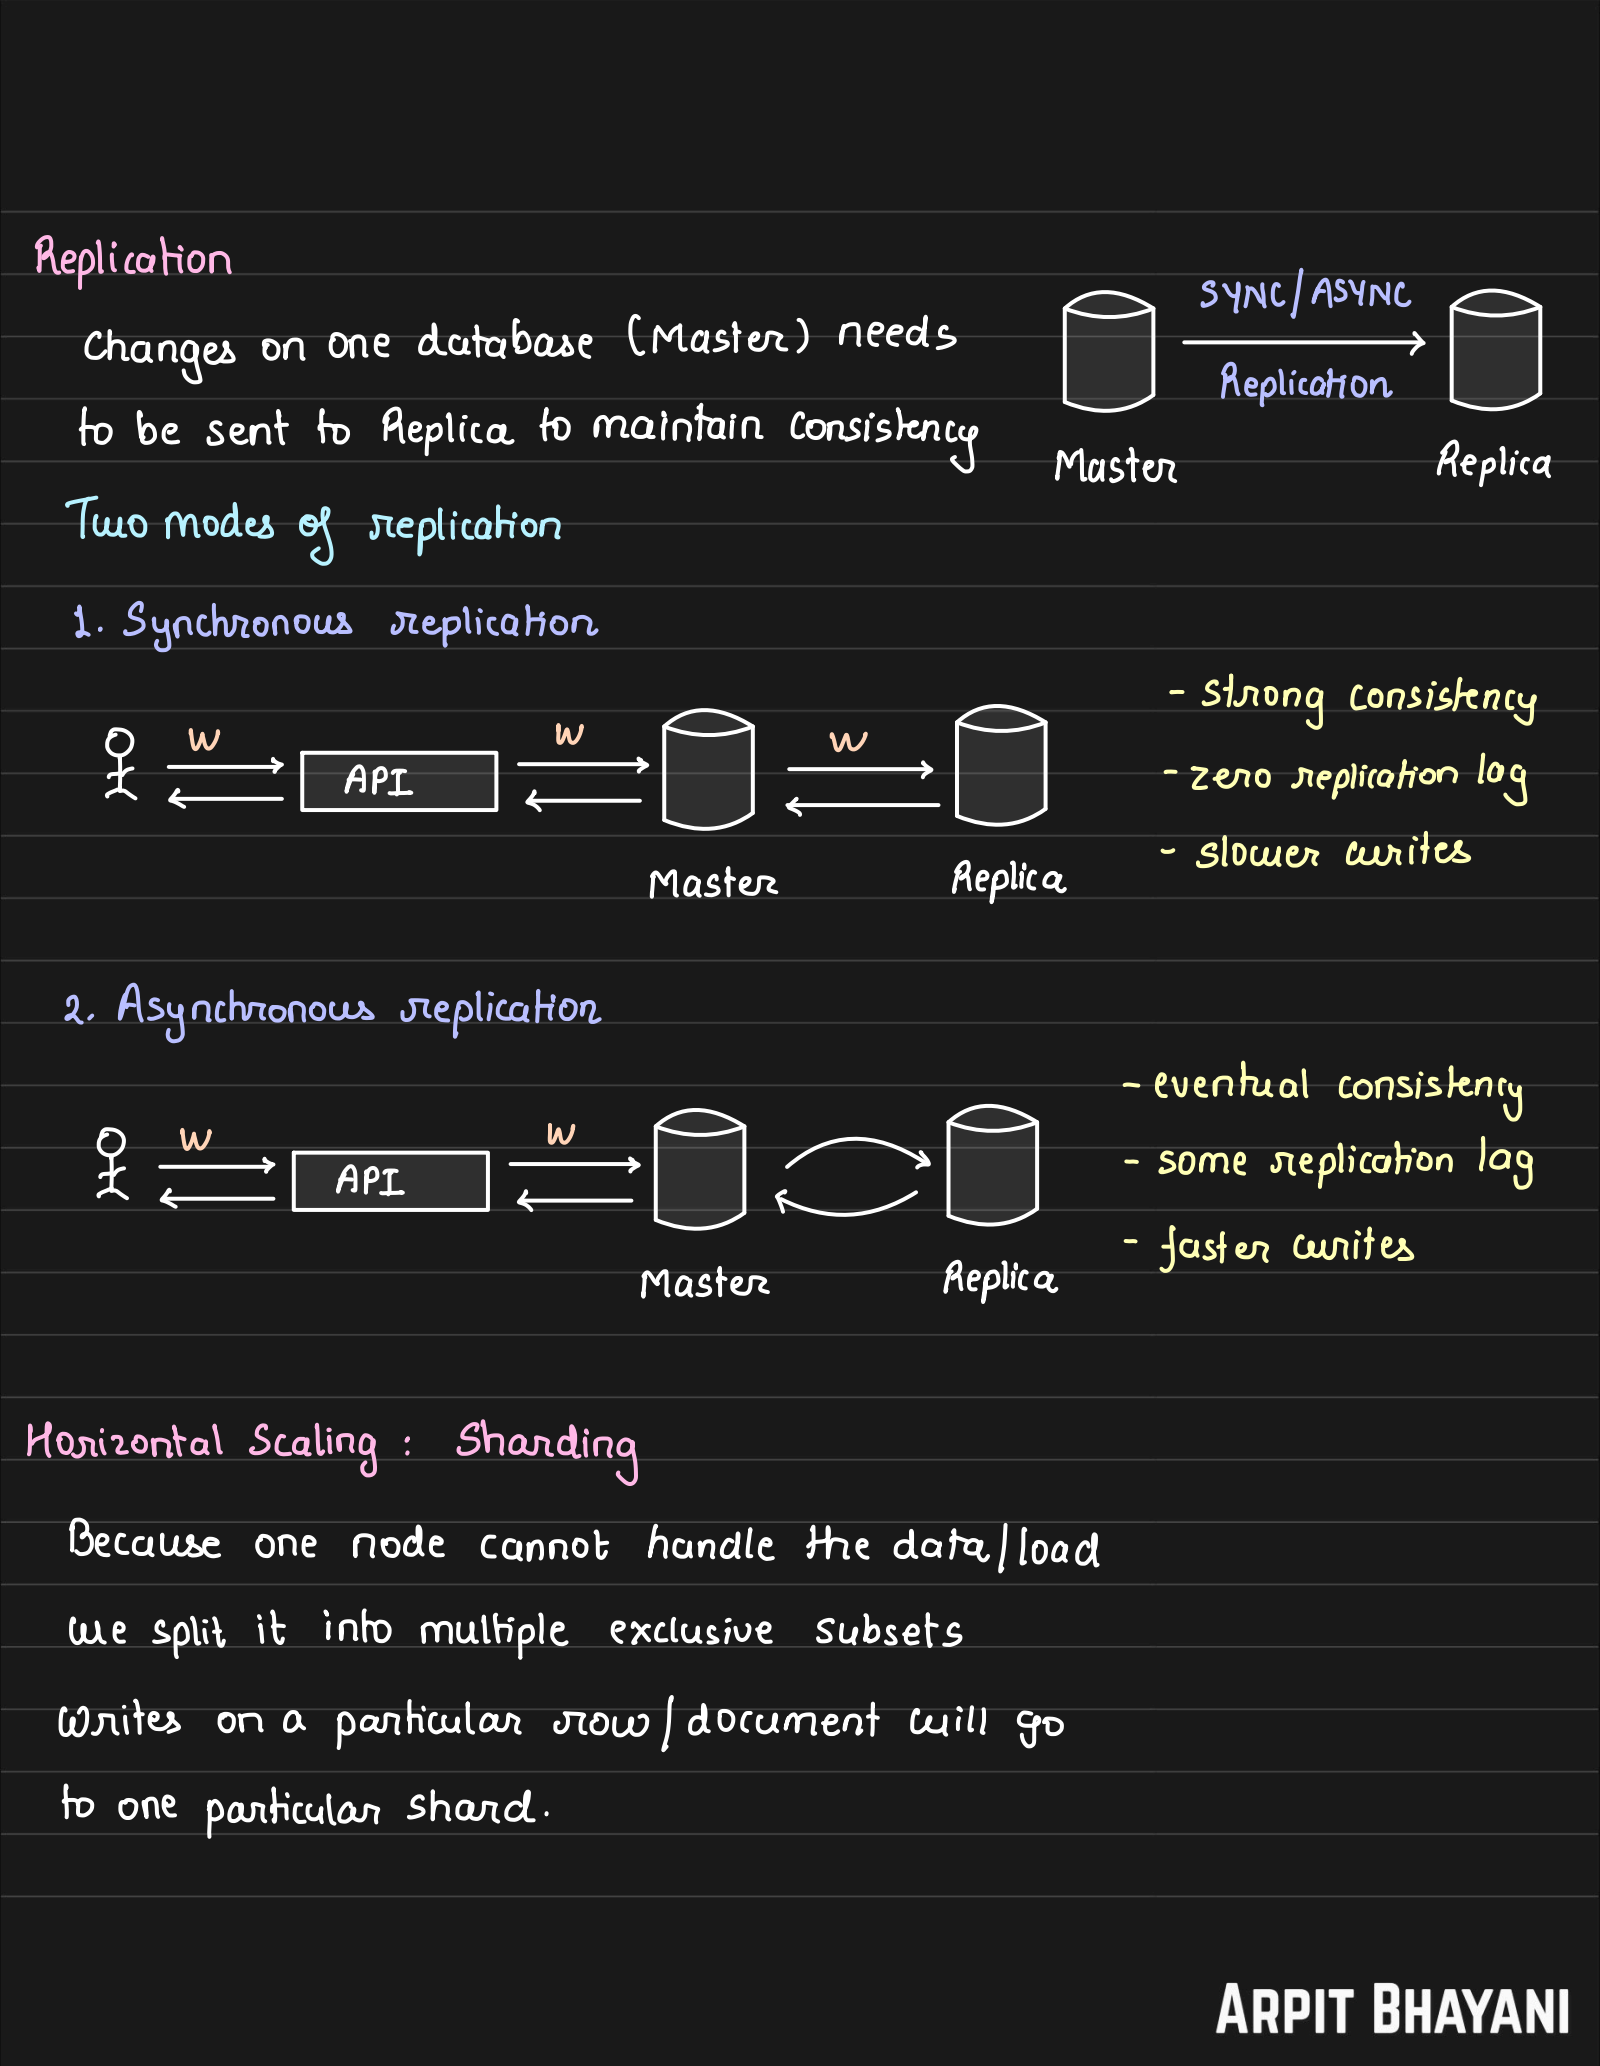 Replication
Changes on one database (Master) needs
to be sent to Replica to maintain consistency
SYNC/ASYNC
Replication
Master
Replica
Two modes of replication
1. Synchronous replication
W
API
W
W
Master
Replica
- strong consistency
- zero replication lag
- slower writes
2. Asynchronous replication
W
API
W
Master
Replica
- eventual consistency
- some replication lag
- faster writes
Horizontal Scaling : Sharding
Because one node cannot handle the data/load
we split it into multiple exclusive subsets
Writes on a particular row/document will go
to one particular shard.
ARPIT BHAYANI